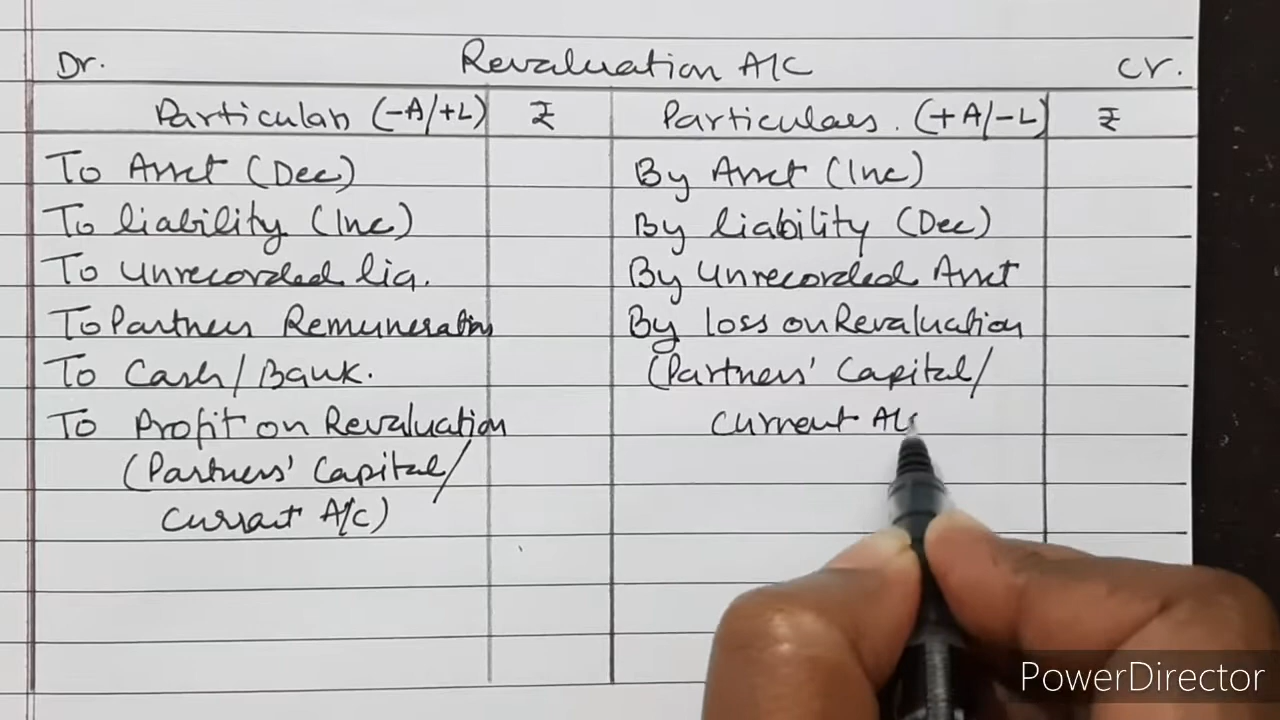 Dr. Revaluation A/C Cr.
Particulars (-A/+L) ₹ Particulars. (+A/-L) ₹
To Asset (Dec) By Asset (Inc)
To liability (Inc) By liability (Dec)
To unrecorded lia. By unrecorded Asset
To Partners Remuneration By loss on Revaluation
To Cash/Bank. (Partners' Capital/
To Profit on Revaluation Current A/C
(Partners' Capital/
Current A/C)
PowerDirector